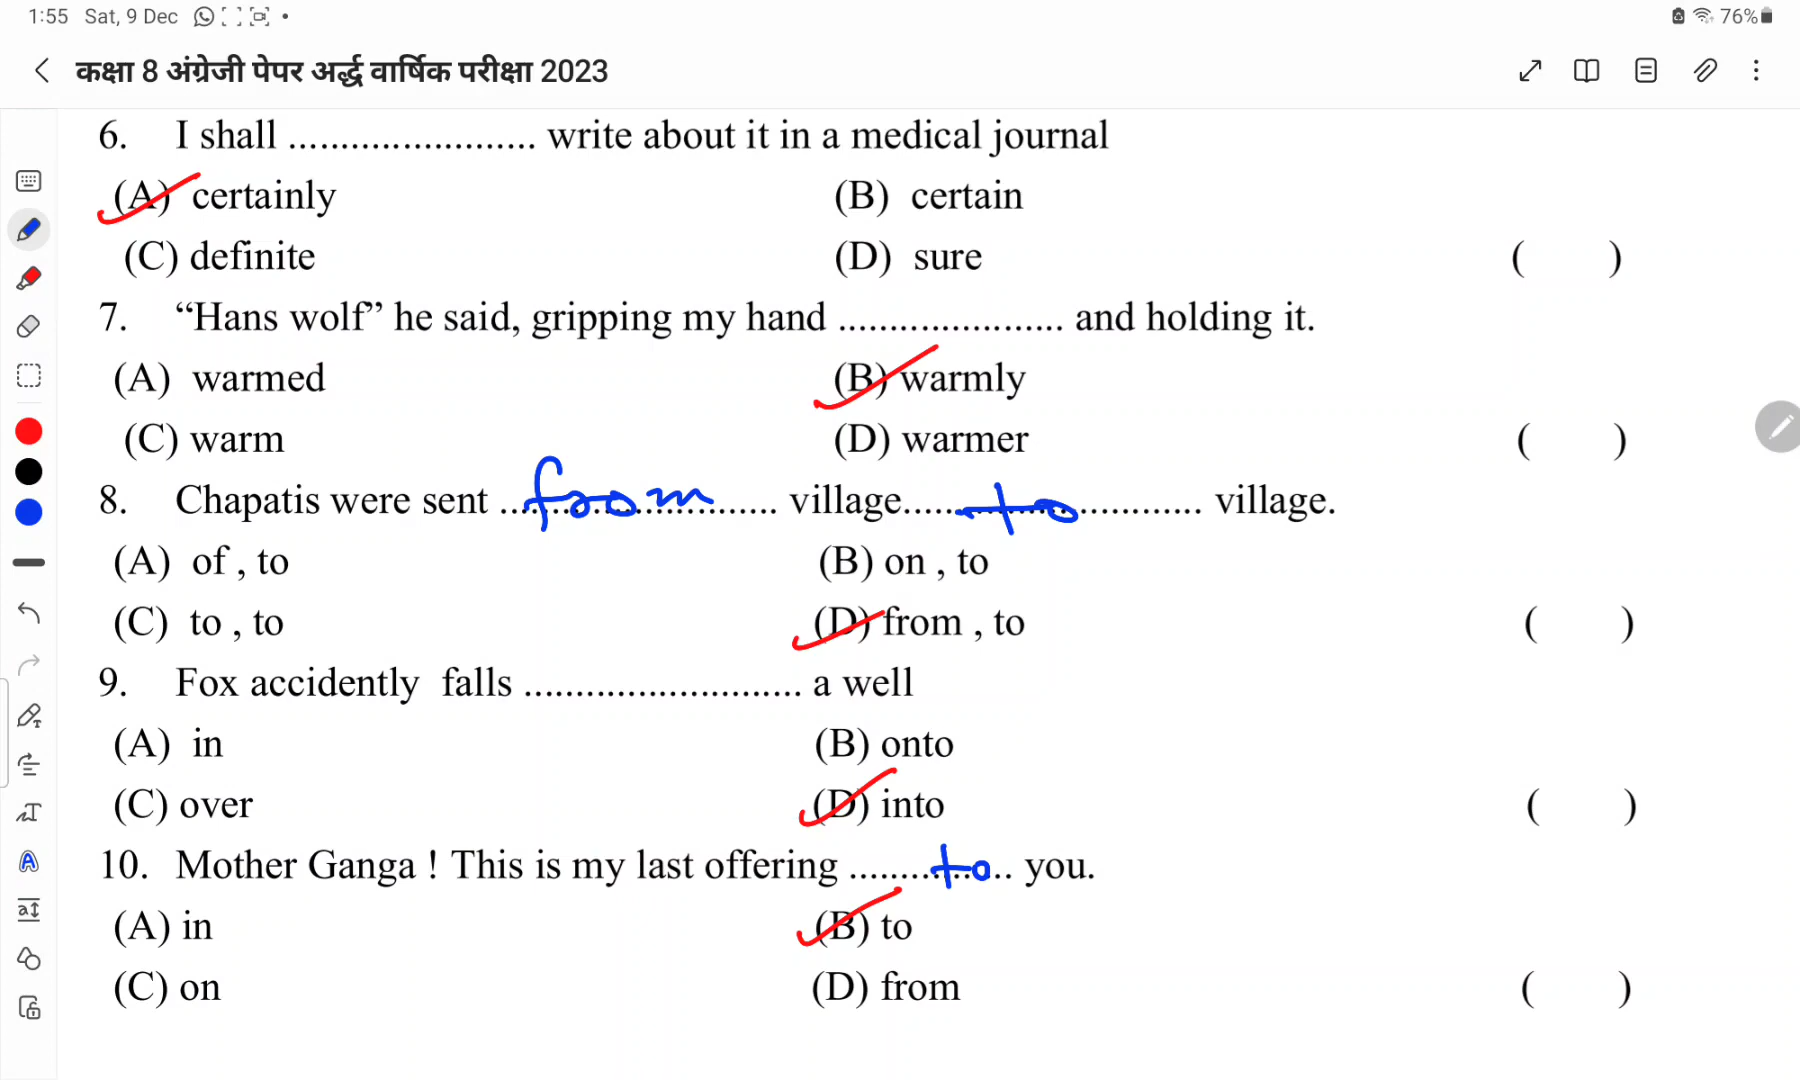 1:55 Sat, 9 Dec
76%
कक्षा 8 अंग्रेजी पेपर अर्द्ध वार्षिक परीक्षा 2023
6. I shall ........................ write about it in a medical journal
(A) certainly (B) certain
(C) definite (D) sure ( )
7. “Hans wolf” he said, gripping my hand ...................... and holding it.
(A) warmed (B) warmly
(C) warm (D) warmer ( )
8. Chapatis were sent ...from... village...to... village.
(A) of , to (B) on , to
(C) to , to (D) from , to ( )
9. Fox accidently falls ........................... a well
(A) in (B) onto
(C) over (D) into ( )
10. Mother Ganga ! This is my last offering ........to.. you.
(A) in (B) to
(C) on (D) from ( )